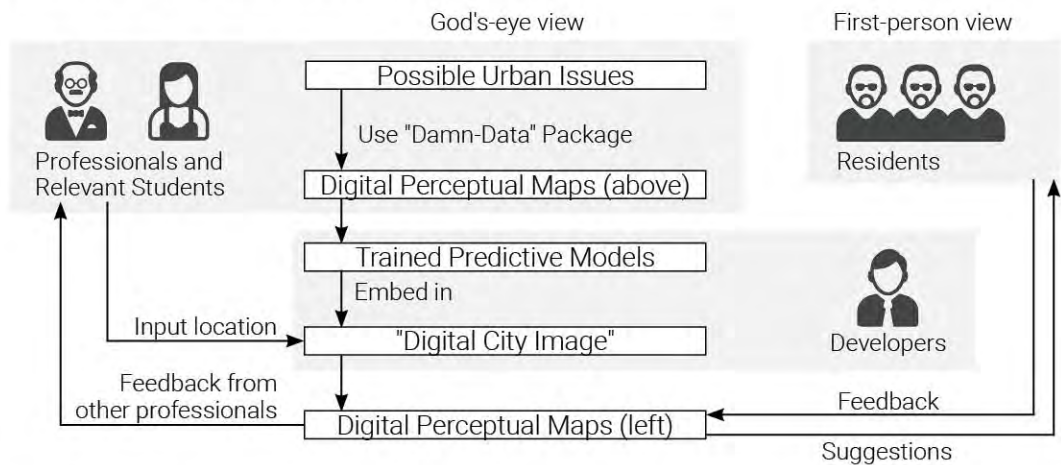 God's-eye view
First-person view
Possible Urban Issues
Use "Damn-Data" Package
Professionals and
Relevant Students
Residents
Digital Perceptual Maps (above)
Trained Predictive Models
Embed in
Input location
"Digital City Image"
Developers
Feedback from
other professionals
Feedback
Digital Perceptual Maps (left)
Suggestions